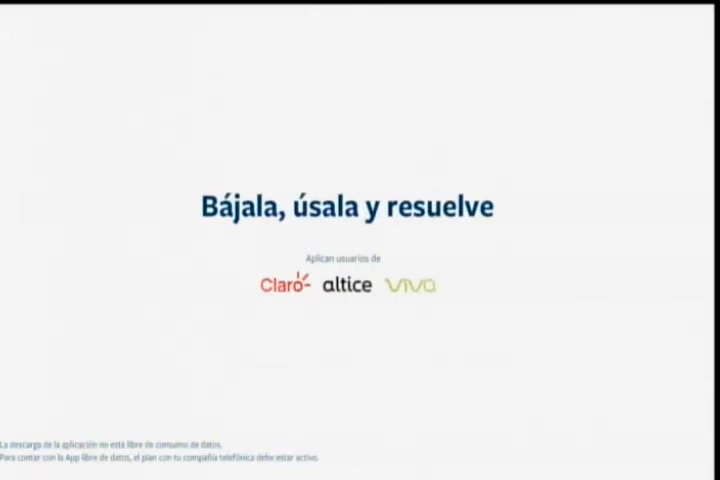 Bájala, úsala y resuelve
Aplican usuarios de
Claro altice VIVA
La descarga de la aplicación no está libre de consumo de datos.
Para contar con la App libre de datos, el plan con tu compañía telefónica debe estar activo.